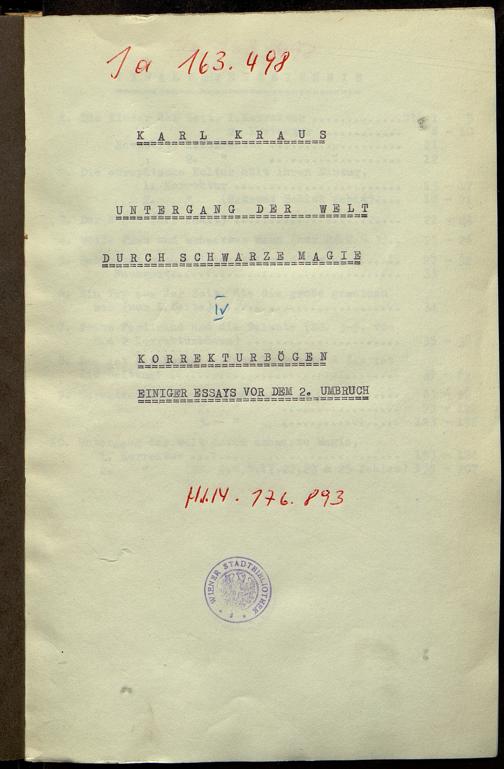 Ja 163.498
KARL KRAUS
UNTERGANG DER WELT
DURCH SCHWARZE MAGIE
IV
KORREKTURBÖGEN
EINIGER ESSAYS VOR DEM 2. UMBRUCH
H.I.N. 176.893
WIENER STADTBIBLIOTHEK